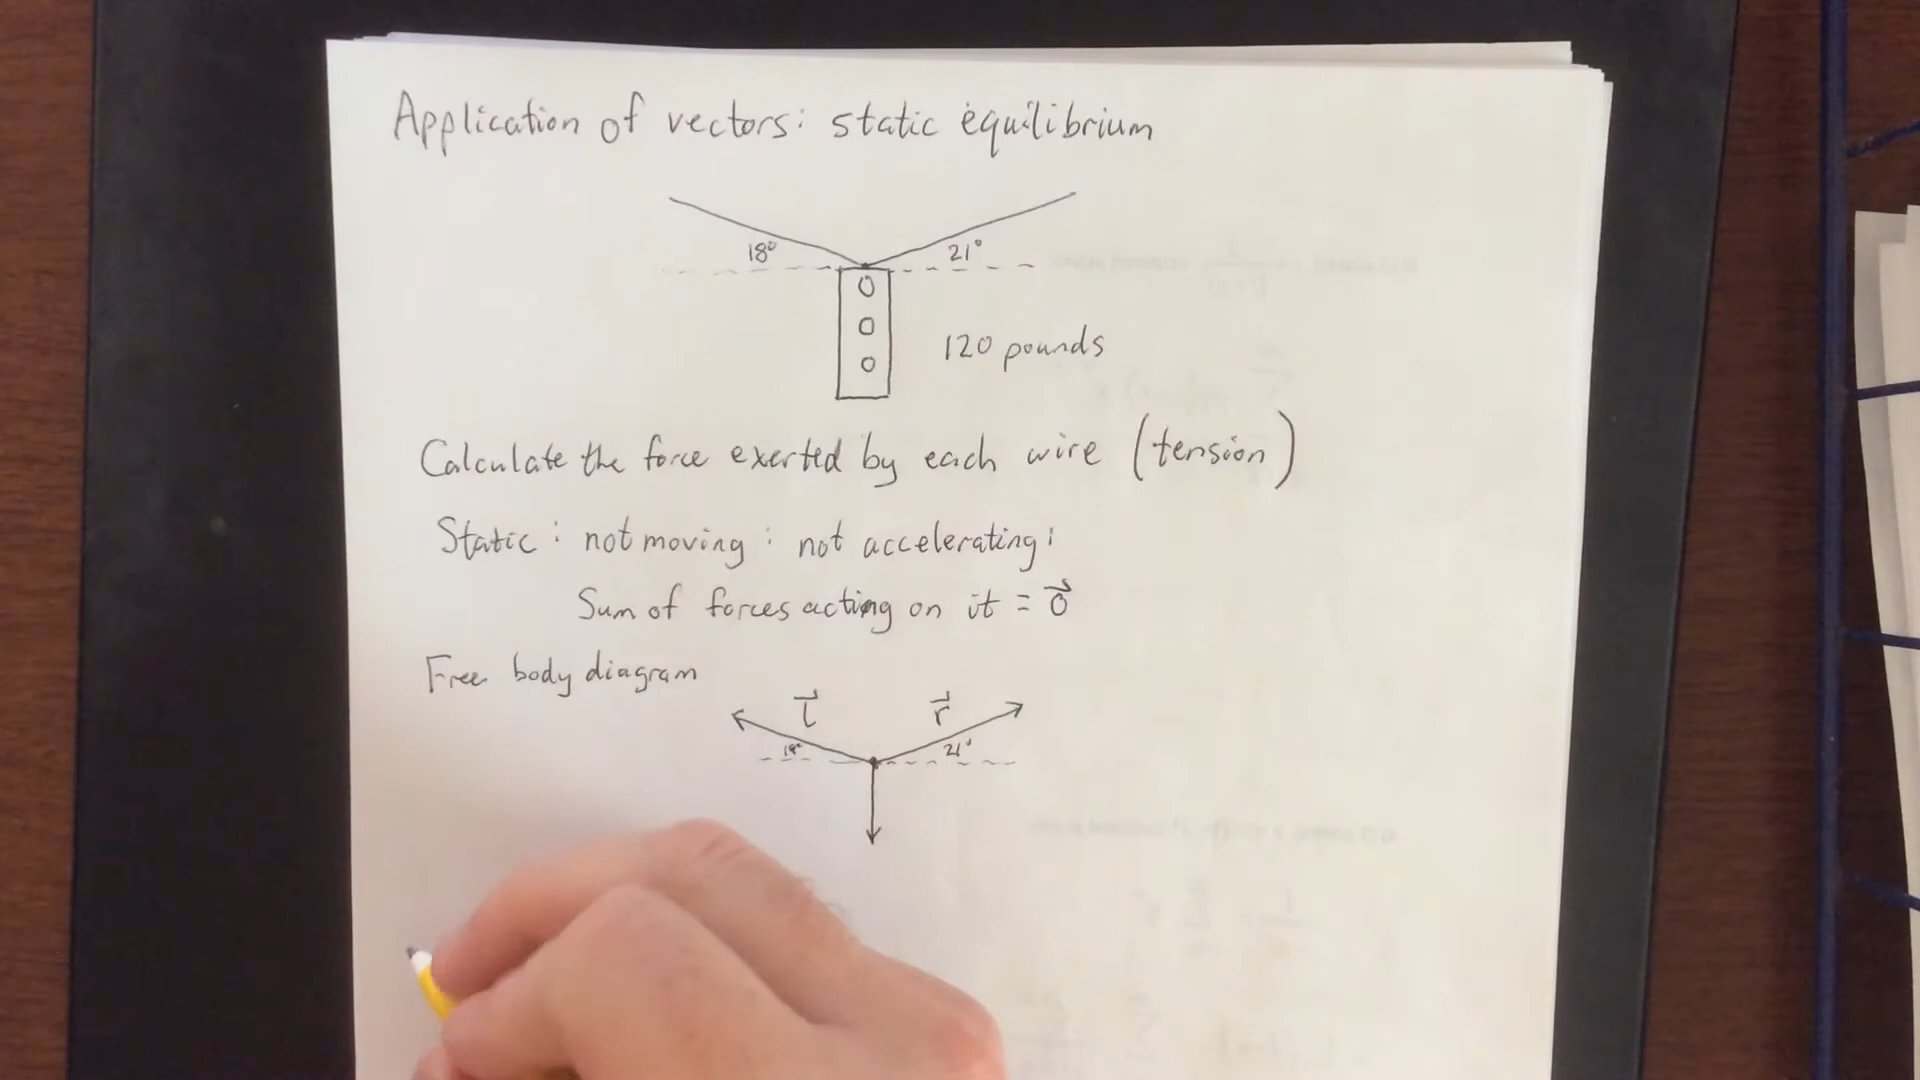 Application of vectors: static equilibrium
18° 21°
120 pounds
Calculate the force exerted by each wire (tension)
Static : not moving : not accelerating :
Sum of forces acting on it = 0⃗
Free body diagram
l⃗ r⃗
18° 21°